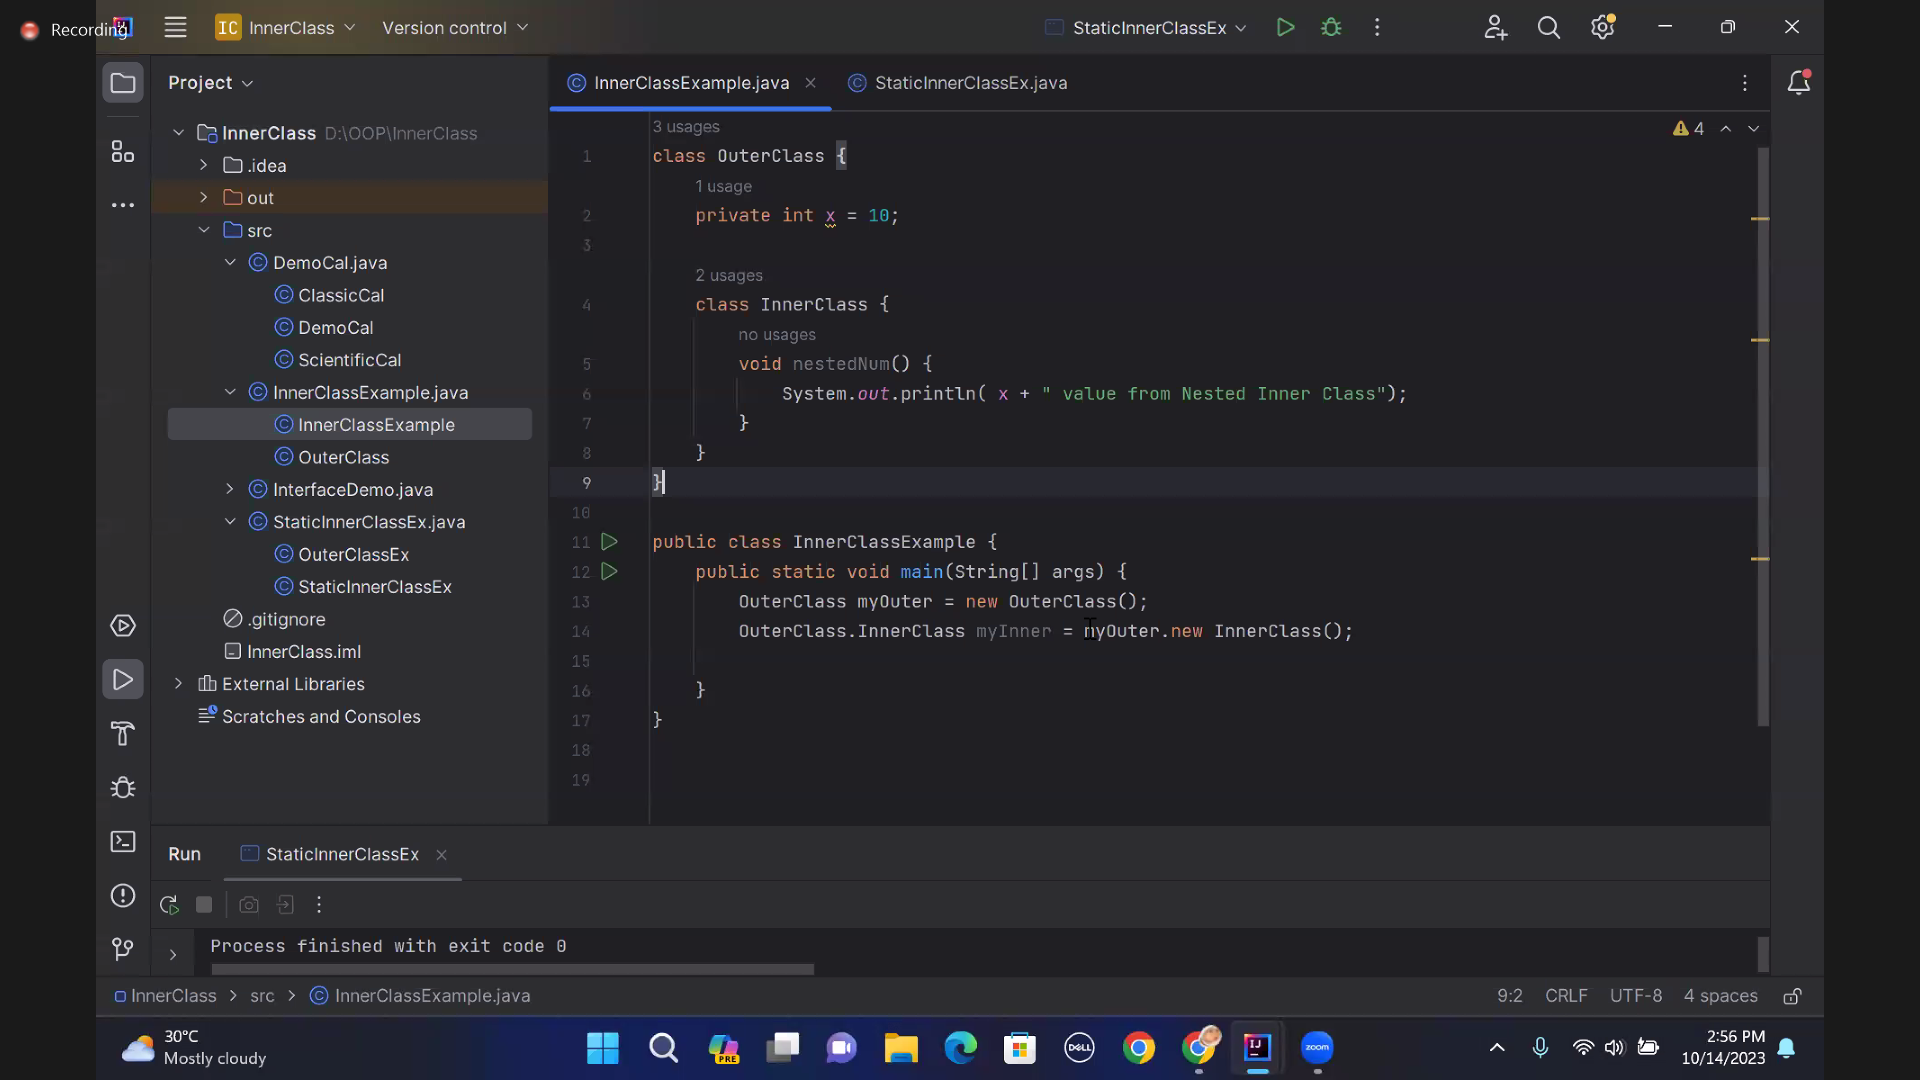 Recording
IC InnerClass
Version control
StaticInnerClassEx
Project
InnerClassExample.java
StaticInnerClassEx.java
InnerClass D:\OOP\InnerClass
.idea
out
src
DemoCal.java
ClassicCal
DemoCal
ScientificCal
InnerClassExample.java
InnerClassExample
OuterClass
InterfaceDemo.java
StaticInnerClassEx.java
OuterClassEx
StaticInnerClassEx
.gitignore
InnerClass.iml
External Libraries
Scratches and Consoles
4
3 usages
1 class OuterClass {
1 usage
2 private int x = 10;
3
2 usages
4 class InnerClass {
no usages
5 void nestedNum() {
6 System.out.println( x + " value from Nested Inner Class");
7 }
8 }
9 }
10
11 public class InnerClassExample {
12 public static void main(String[] args) {
13 OuterClass myOuter = new OuterClass();
14 OuterClass.InnerClass myInner = myOuter.new InnerClass();
15
16 }
17 }
18
19
Run StaticInnerClassEx
Process finished with exit code 0
InnerClass > src > InnerClassExample.java
9:2 CRLF UTF-8 4 spaces
30°C
Mostly cloudy
PRE
DELL
IJ
zoom
2:56 PM
10/14/2023